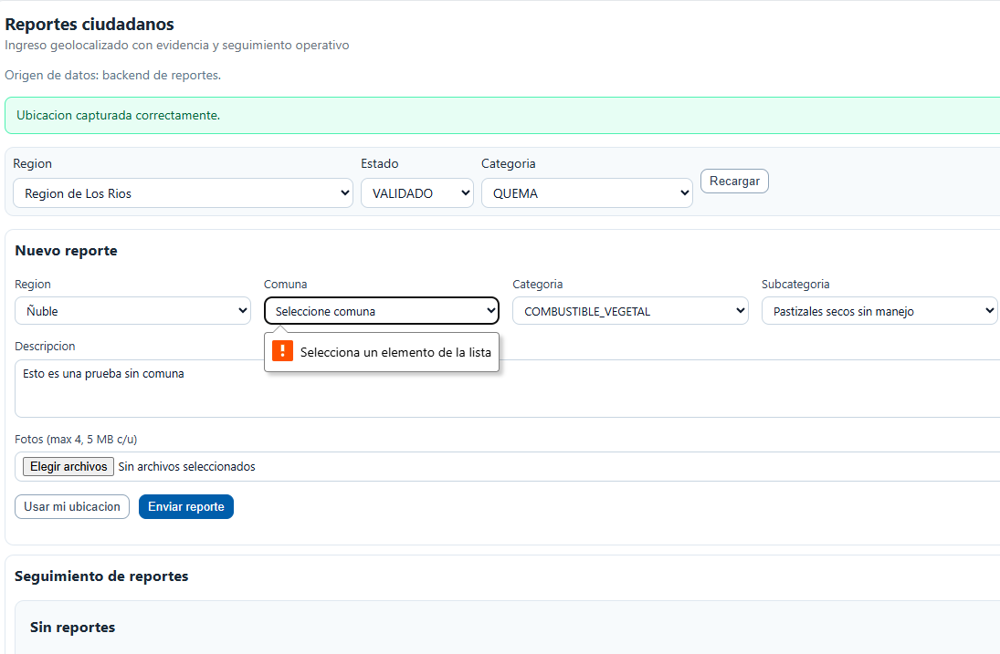 Reportes ciudadanos
Ingreso geolocalizado con evidencia y seguimiento operativo
Origen de datos: backend de reportes.
Ubicacion capturada correctamente.
Region Estado Categoria
Region de Los Rios VALIDADO QUEMA Recargar
Nuevo reporte
Region Comuna Categoria Subcategoria
Ñuble Seleccione comuna COMBUSTIBLE_VEGETAL Pastizales secos sin manejo
! Selecciona un elemento de la lista
Descripcion
Esto es una prueba sin comuna
Fotos (max 4, 5 MB c/u)
Elegir archivos Sin archivos seleccionados
Usar mi ubicacion Enviar reporte
Seguimiento de reportes
Sin reportes